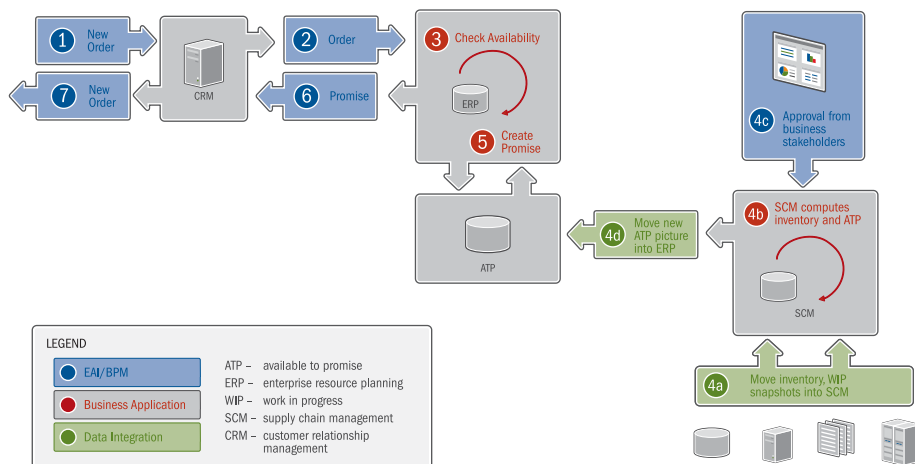 1 New
Order
CRM
2 Order
3 Check Availability
ERP
5 Create
Promise
6 Promise
7 New
Order
ATP
4a Move inventory, WIP
snapshots into SCM
4b SCM computes
inventory and ATP
SCM
4c Approval from
business
stakeholders
4d Move new
ATP picture
into ERP
LEGEND
EAI/BPM
Business Application
Data Integration
ATP – available to promise
ERP – enterprise resource planning
WIP – work in progress
SCM – supply chain management
CRM – customer relationship
management